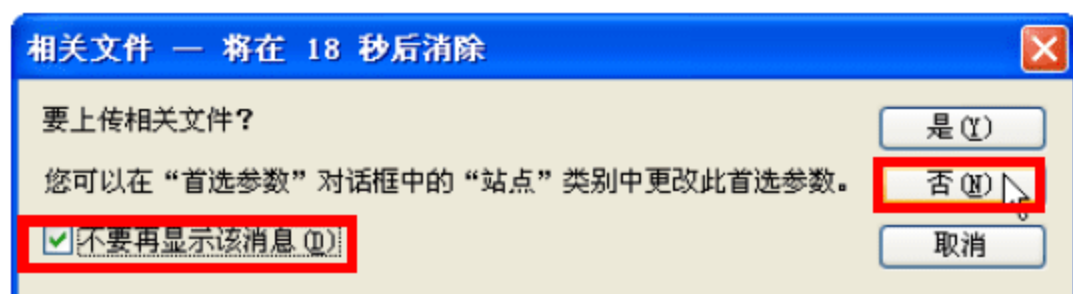 相关文件 — 将在 18 秒后消除
要上传相关文件?
是(Y)
您可以在“首选参数”对话框中的“站点”类别中更改此首选参数。
否(N)
不要再显示该消息(D)
取消